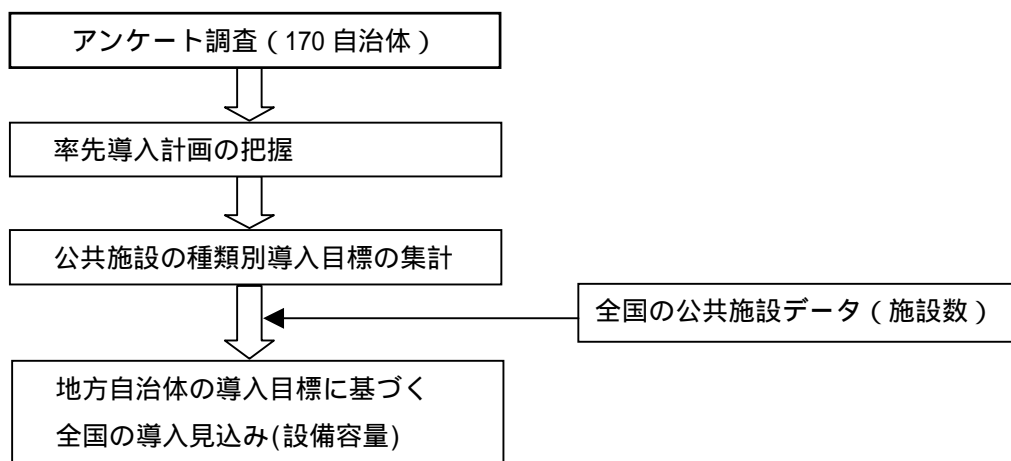 アンケート調査(170 自治体)
率先導入計画の把握
公共施設の種類別導入目標の集計
全国の公共施設データ(施設数)
地方自治体の導入目標に基づく
全国の導入見込み(設備容量)